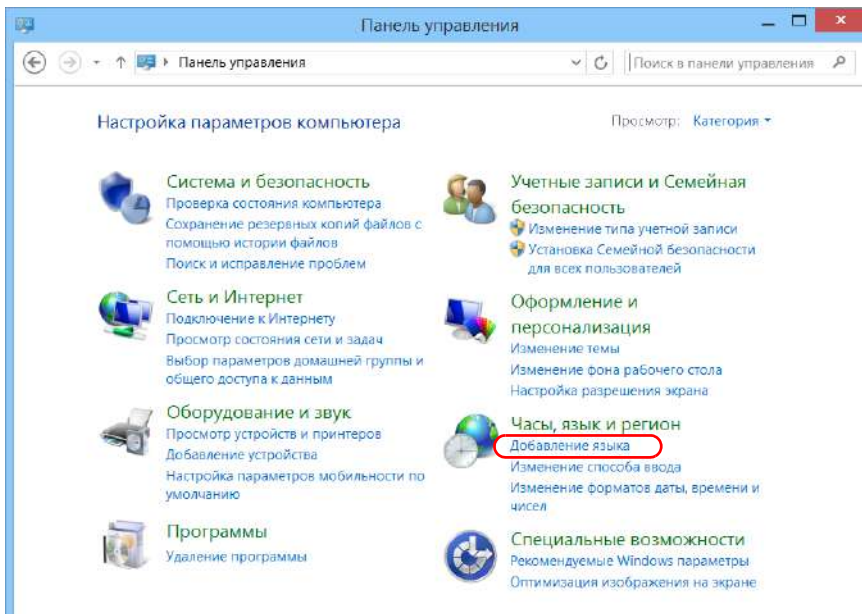 Панель управления
Панель управления
Поиск в панели управления
Настройка параметров компьютера
Просмотр: Категория
Система и безопасность
Проверка состояния компьютера
Сохранение резервных копий файлов с
помощью истории файлов
Поиск и исправление проблем
Сеть и Интернет
Подключение к Интернету
Просмотр состояния сети и задач
Выбор параметров домашней группы и
общего доступа к данным
Оборудование и звук
Просмотр устройств и принтеров
Добавление устройства
Настройка параметров мобильности по
умолчанию
Программы
Удаление программы
Учетные записи и Семейная
безопасность
Изменение типа учетной записи
Установка Семейной безопасности
для всех пользователей
Оформление и
персонализация
Изменение темы
Изменение фона рабочего стола
Настройка разрешения экрана
Часы, язык и регион
Добавление языка
Изменение способа ввода
Изменение форматов даты, времени и
чисел
Специальные возможности
Рекомендуемые Windows параметры
Оптимизация изображения на экране